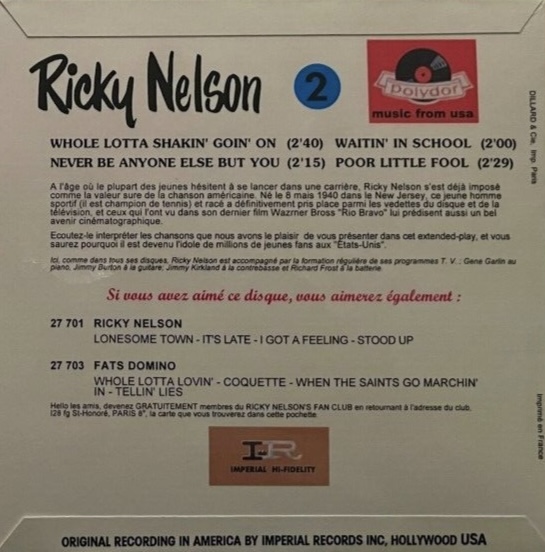 Ricky Nelson 2
polydor
music from usa
WHOLE LOTTA SHAKIN' GOIN' ON (2'40) WAITIN' IN SCHOOL (2'00)
NEVER BE ANYONE ELSE BUT YOU (2'15) POOR LITTLE FOOL (2'29)
A l'âge où le plupart des jeunes hésitent à se lancer dans une carrière, Ricky Nelson s'est déjà imposé
comme la valeur sure de la chanson américaine. Né le 8 mais 1940 dans le New Jersey, ce jeune homme
sportif (il est champion de tennis) et racé a définitivement pris place parmi les vedettes du disque et de la
télévision, et ceux qui l'ont vu dans son dernier film Wazrner Bross "Rio Bravo" lui prédisent aussi un bel
avenir cinématographique.
Ecoutez-le interpréter les chansons que nous avons le plaisir de vous présenter dans cet extended-play, et vous
saurez pourquoi il est devenu l'idole de millions de jeunes fans aux "Etats-Unis".
Ici, comme dans tous ses disques, Ricky Nelson est accompagné par la formation régulière de ses programmes T. V. : Gene Garlin au
piano, Jimmy Burton à la guitare; Jimmy Kirkland à la contrebasse et Richard Frost à la batterie.
Si vous avez aimé ce disque, vous aimerez également :
27 701 RICKY NELSON
LONESOME TOWN - IT'S LATE - I GOT A FEELING - STOOD UP
27 703 FATS DOMINO
WHOLE LOTTA LOVIN' - COQUETTE - WHEN THE SAINTS GO MARCHIN'
IN - TELLIN' LIES
Hello les amis, devenez GRATUITEMENT membres du RICKY NELSON'S FAN CLUB en retournant à l'adresse du club,
128 fg St-Honoré, PARIS 8°, la carte que vous trouverez dans cette pochette.
IR
IMPERIAL HI-FIDELITY
ORIGINAL RECORDING IN AMERICA BY IMPERIAL RECORDS INC, HOLLYWOOD USA
DILLARD & Cie, Imp. Paris
Imprimé en France